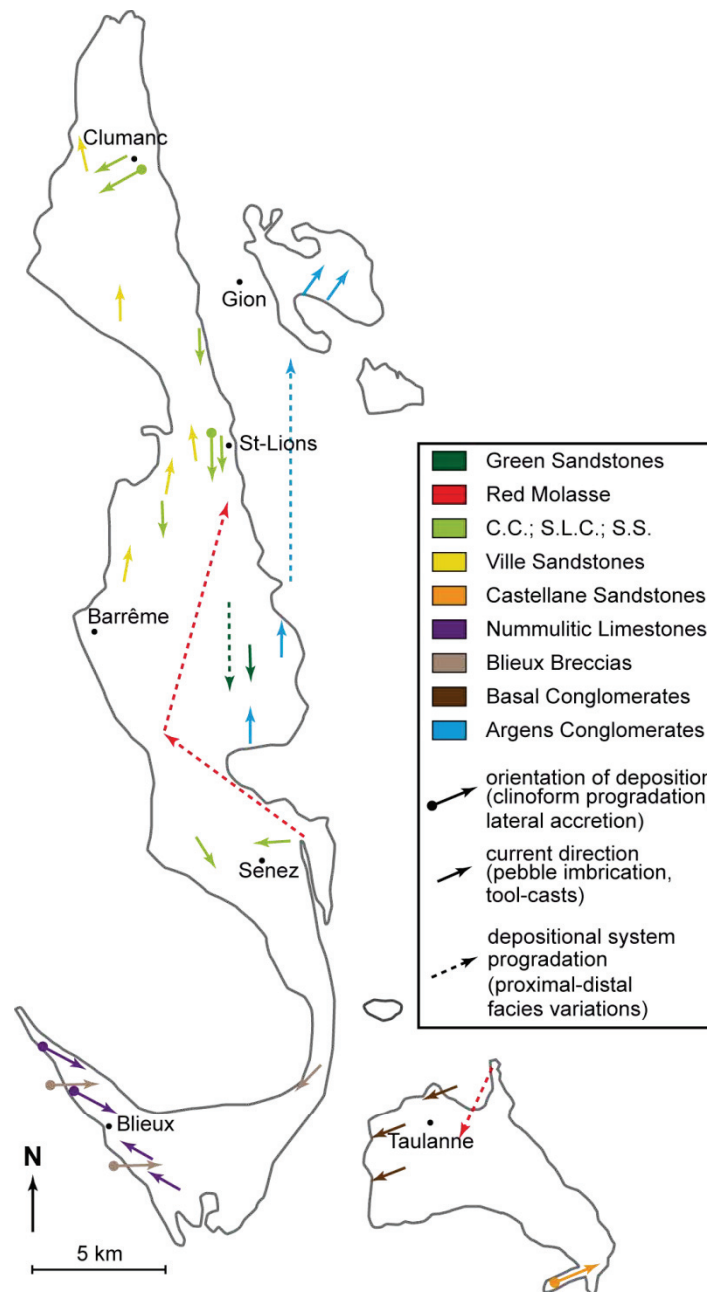 Clumanc
Gion
St-Lions
Barrême
Senez
Blieux
Taulanne
N
5 km
Green Sandstones
Red Molasse
C.C.; S.L.C.; S.S.
Ville Sandstones
Castellane Sandstones
Nummulitic Limestones
Blieux Breccias
Basal Conglomerates
Argens Conglomerates
orientation of deposition
(clinoform progradation
lateral accretion)
current direction
(pebble imbrication,
tool-casts)
depositional system
progradation
(proximal-distal
facies variations)